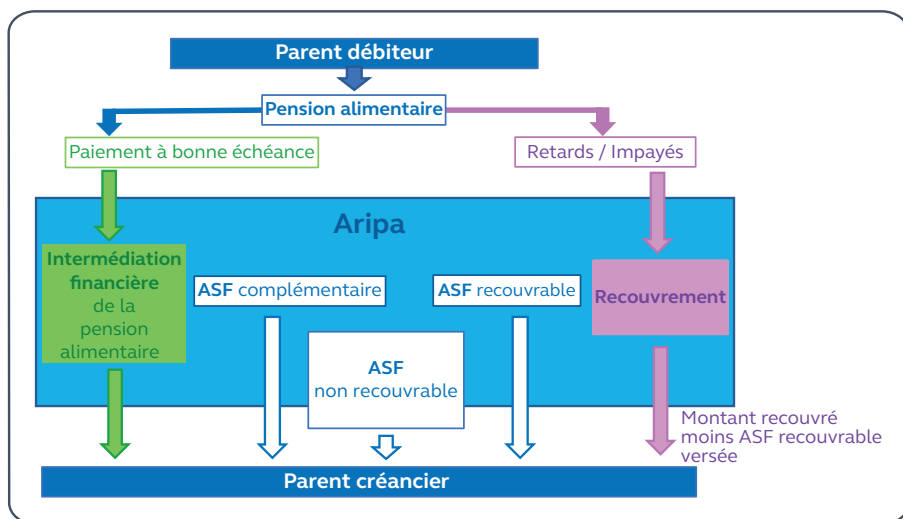 Parent débiteur
Pension alimentaire
Paiement à bonne échéance
Retards / Impayés
Aripa
Intermédiation
financière
de la
pension
alimentaire
ASF complémentaire
ASF recouvrable
Recouvrement
ASF
non recouvrable
Montant recouvré
moins ASF recouvrable
versée
Parent créancier